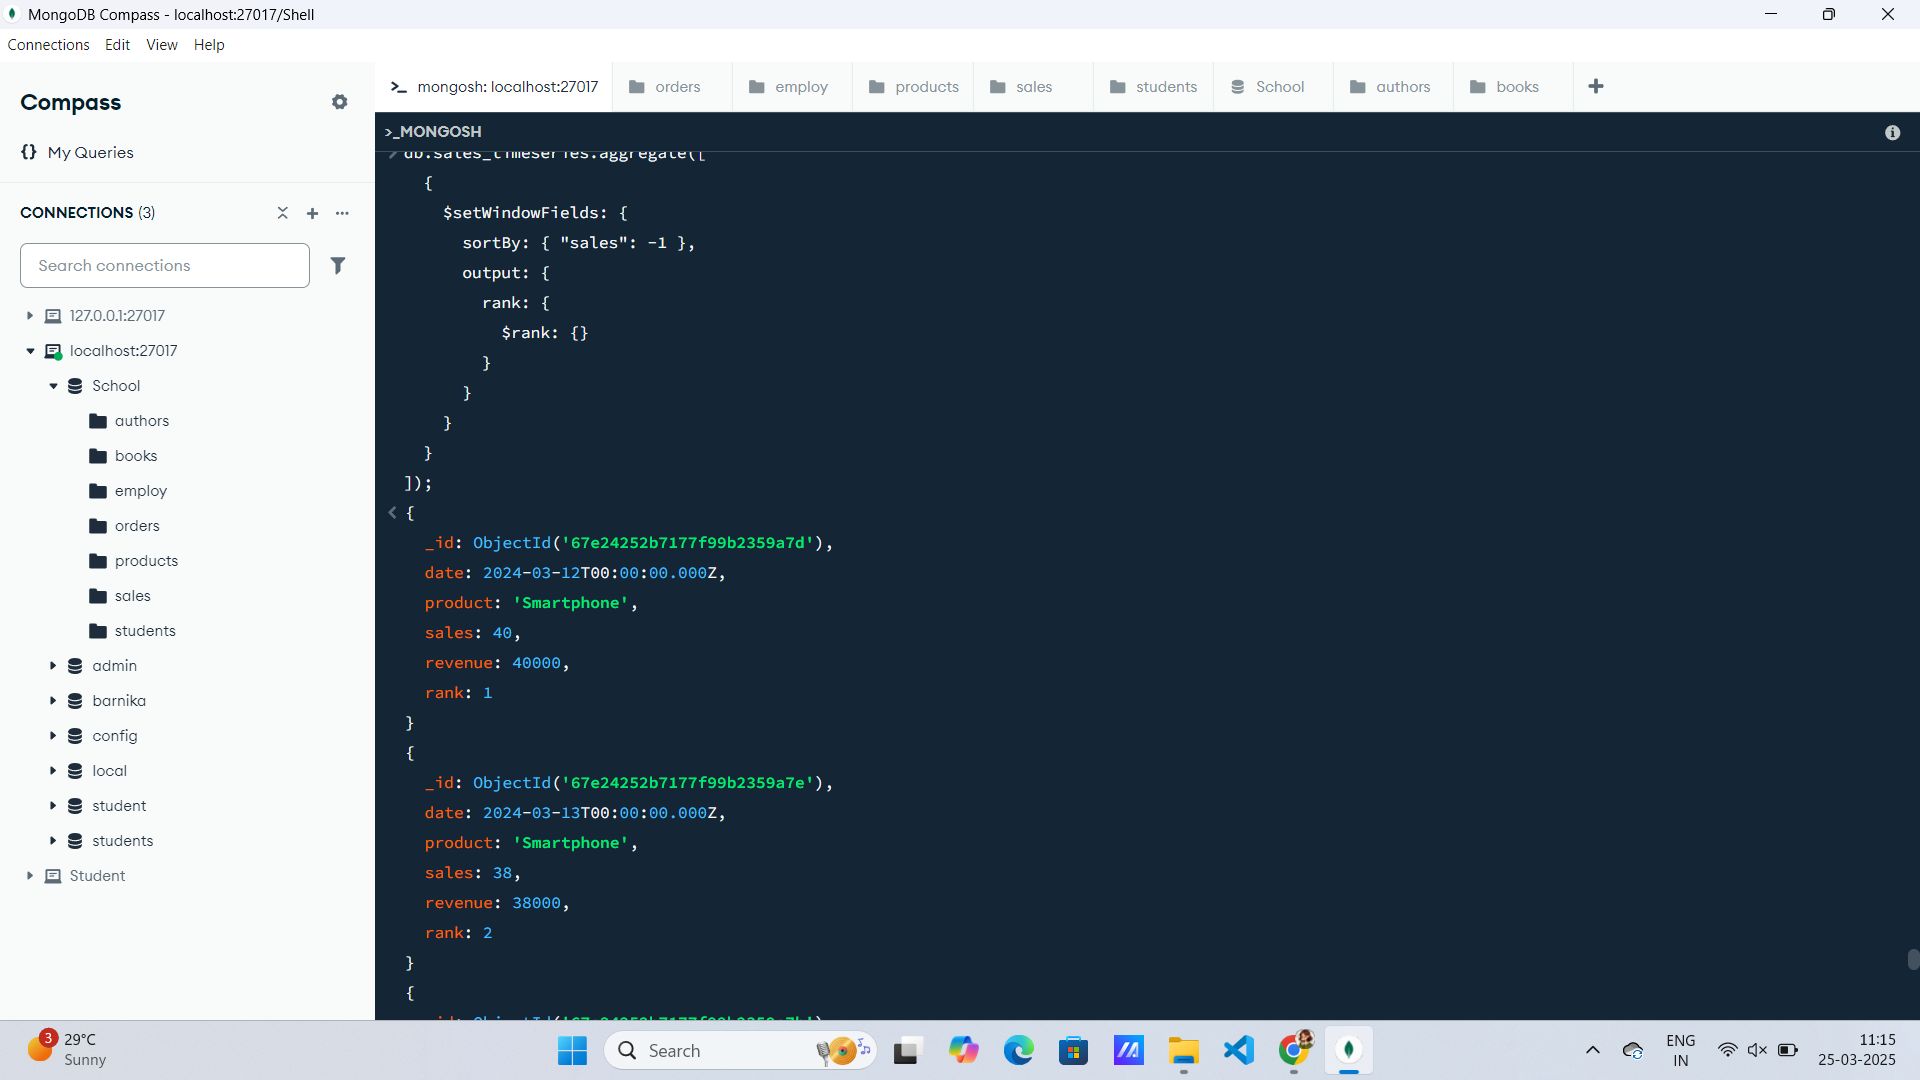 MongoDB Compass - localhost:27017/Shell
Connections Edit View Help
Compass
{} My Queries
CONNECTIONS (3)
Search connections
127.0.0.1:27017
localhost:27017
School
authors
books
employ
orders
products
sales
students
admin
barnika
config
local
student
students
Student
>_ mongosh: localhost:27017 orders employ products sales students School authors books
>_MONGOSH
db.sales_timeseries.aggregate([
{
$setWindowFields: {
sortBy: { "sales": -1 },
output: {
rank: {
$rank: {}
}
}
}
}
]);
{
_id: ObjectId('67e24252b7177f99b2359a7d'),
date: 2024-03-12T00:00:00.000Z,
product: 'Smartphone',
sales: 40,
revenue: 40000,
rank: 1
}
{
_id: ObjectId('67e24252b7177f99b2359a7e'),
date: 2024-03-13T00:00:00.000Z,
product: 'Smartphone',
sales: 38,
revenue: 38000,
rank: 2
}
{
3
29°C
Sunny
Search
ENG
IN
11:15
25-03-2025